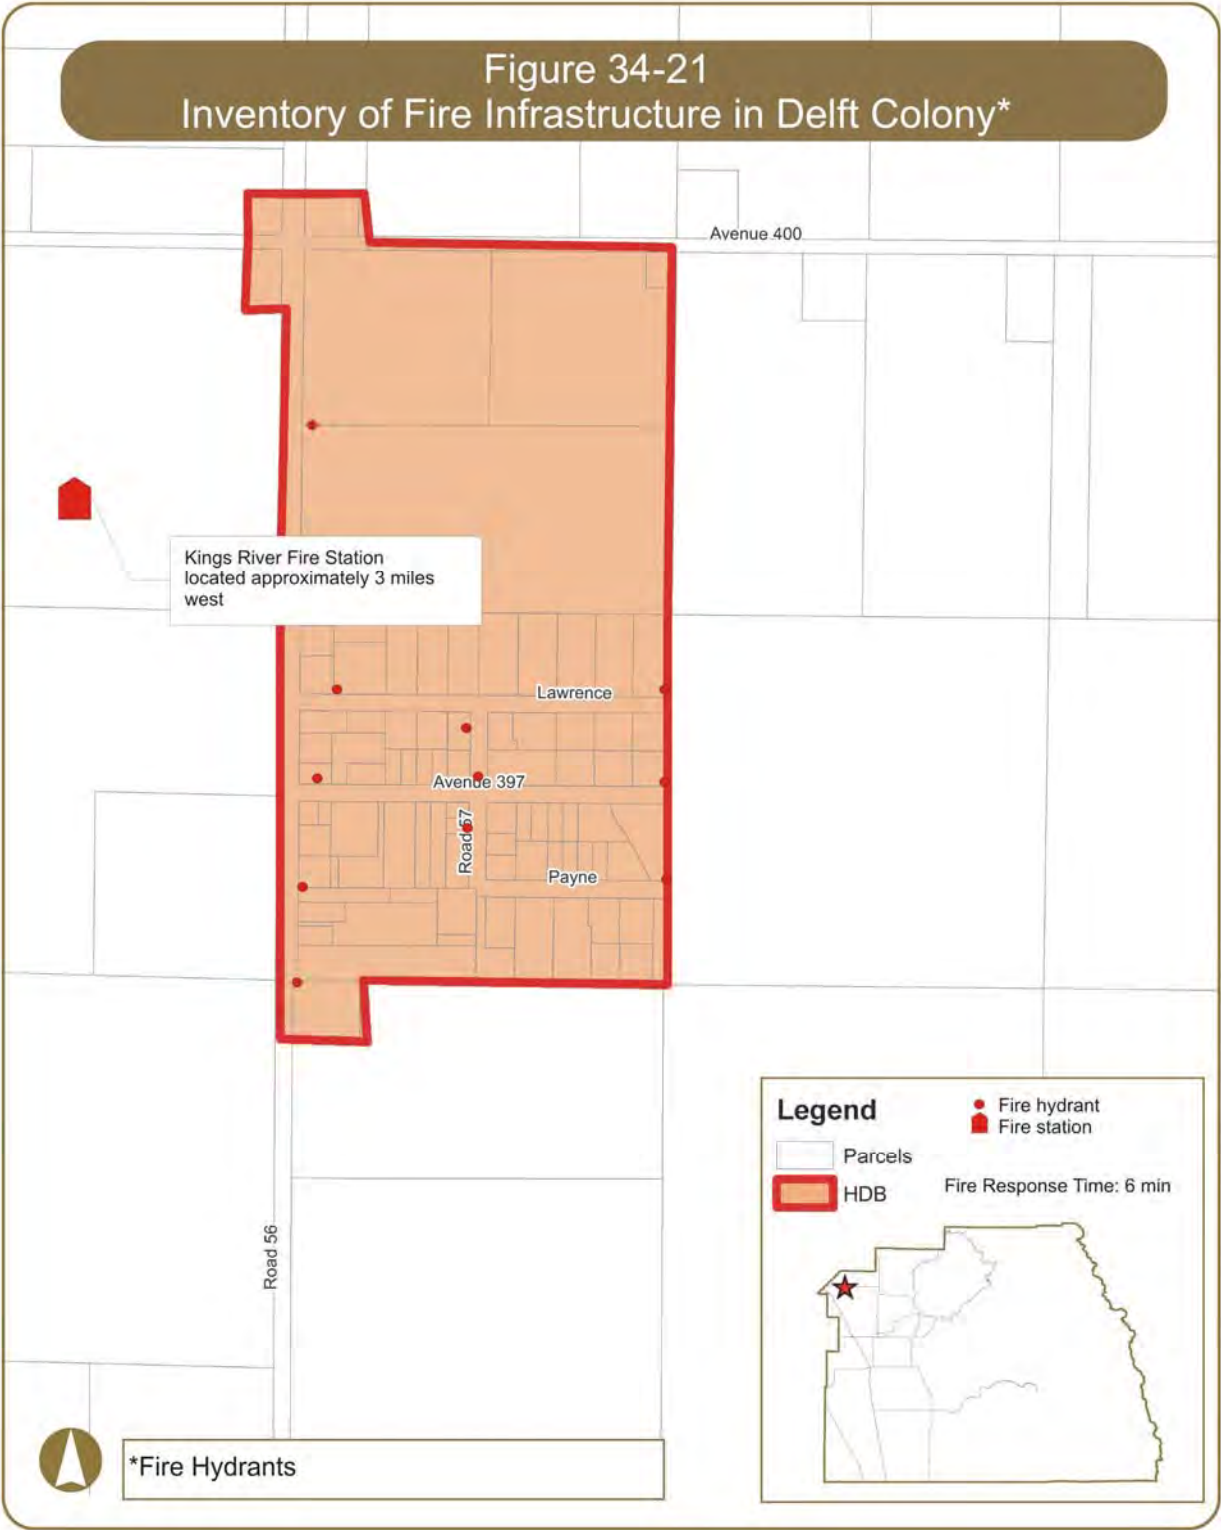 Figure 34-21
Inventory of Fire Infrastructure in Delft Colony*
Avenue 400
Kings River Fire Station
located approximately 3 miles
west
Lawrence
Avenue 397
Road 67
Payne
Road 56
Legend
Fire hydrant
Fire station
Parcels
HDB
Fire Response Time: 6 min
*Fire Hydrants